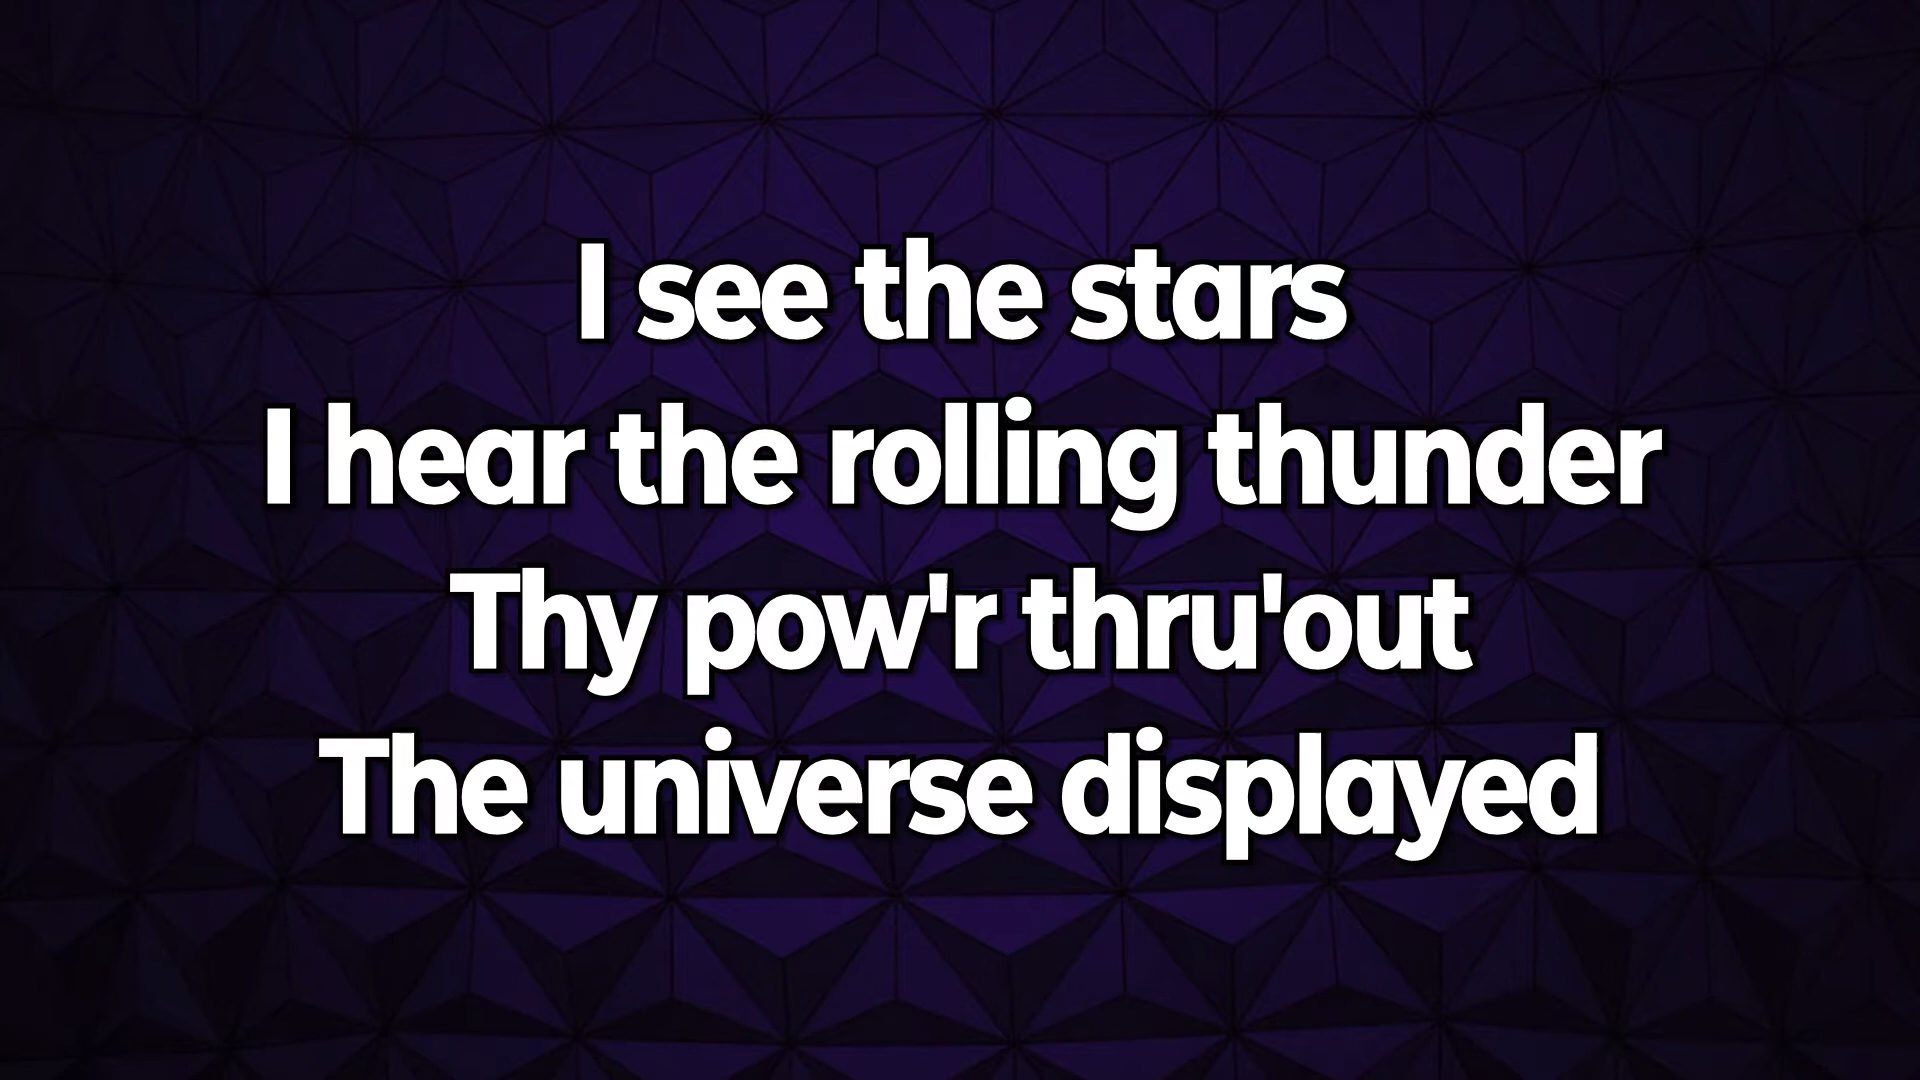 I see the stars
I hear the rolling thunder
Thy pow'r thru'out
The universe displayed